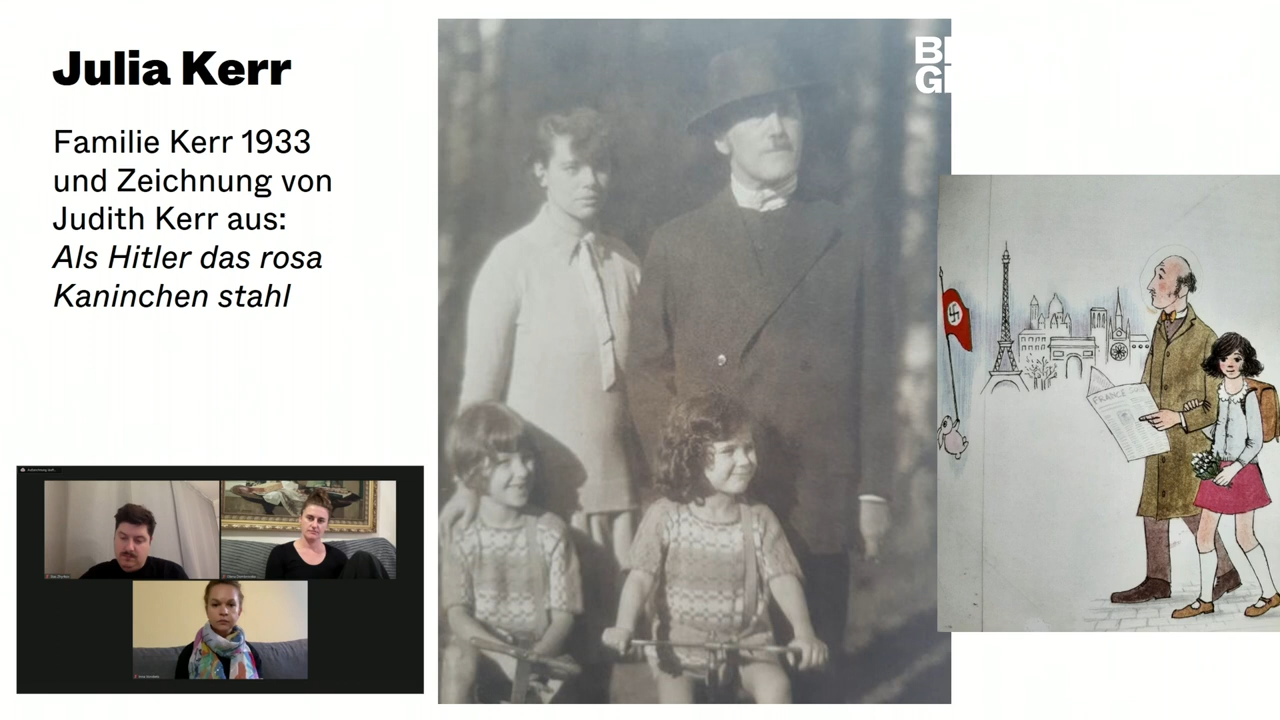 Julia Kerr
Familie Kerr 1933
und Zeichnung von
Judith Kerr aus:
Als Hitler das rosa
Kaninchen stahl
BE
GE
FRANCE